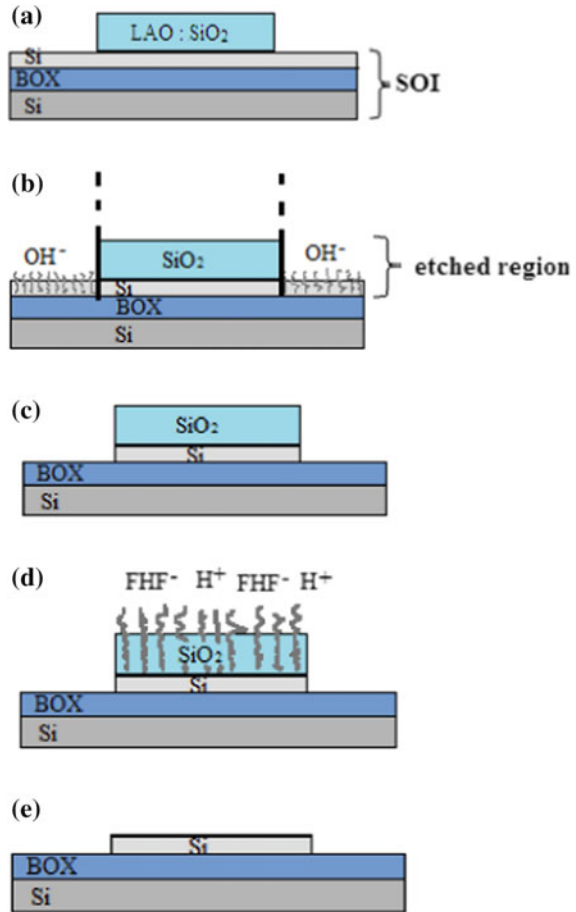 (a)
LAO : SiO₂
Si
BOX
Si
SOI
(b)
OH⁻
OH⁻
SiO₂
etched region
Si
BOX
Si
(c)
SiO₂
Si
BOX
Si
(d)
FHF⁻ H⁺ FHF⁻ H⁺
SiO₂
Si
BOX
Si
(e)
Si
BOX
Si